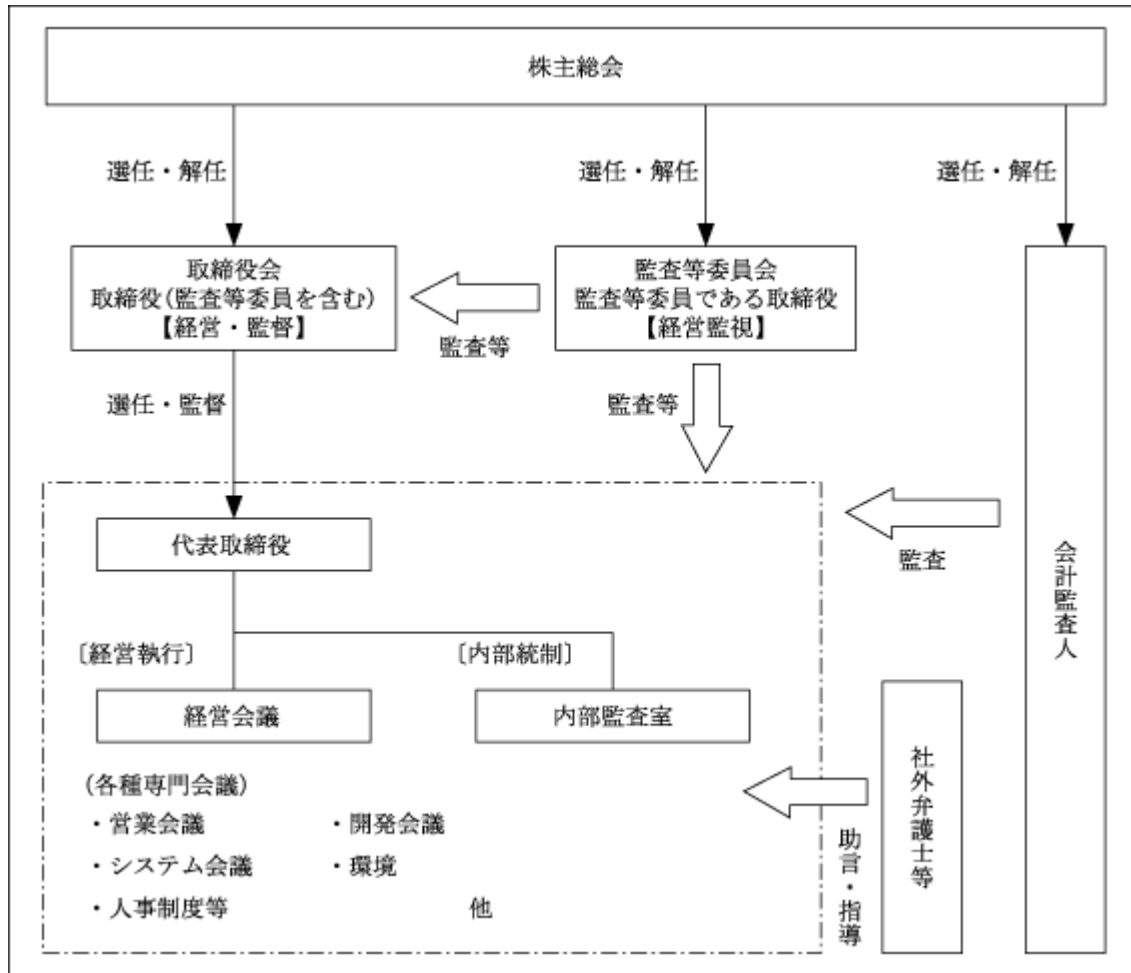 株主総会
選任・解任
選任・解任
選任・解任
取締役会
取締役(監査等委員を含む)
【経営・監督】
監査等委員会
監査等委員である取締役
【経営監視】
監査等
選任・監督
監査等
代表取締役
監査
会計監査人
〔経営執行〕
〔内部統制〕
経営会議
内部監査室
社外弁護士等
(各種専門会議)
・営業会議
・開発会議
・システム会議
・環境
・人事制度等
他
助言・指導